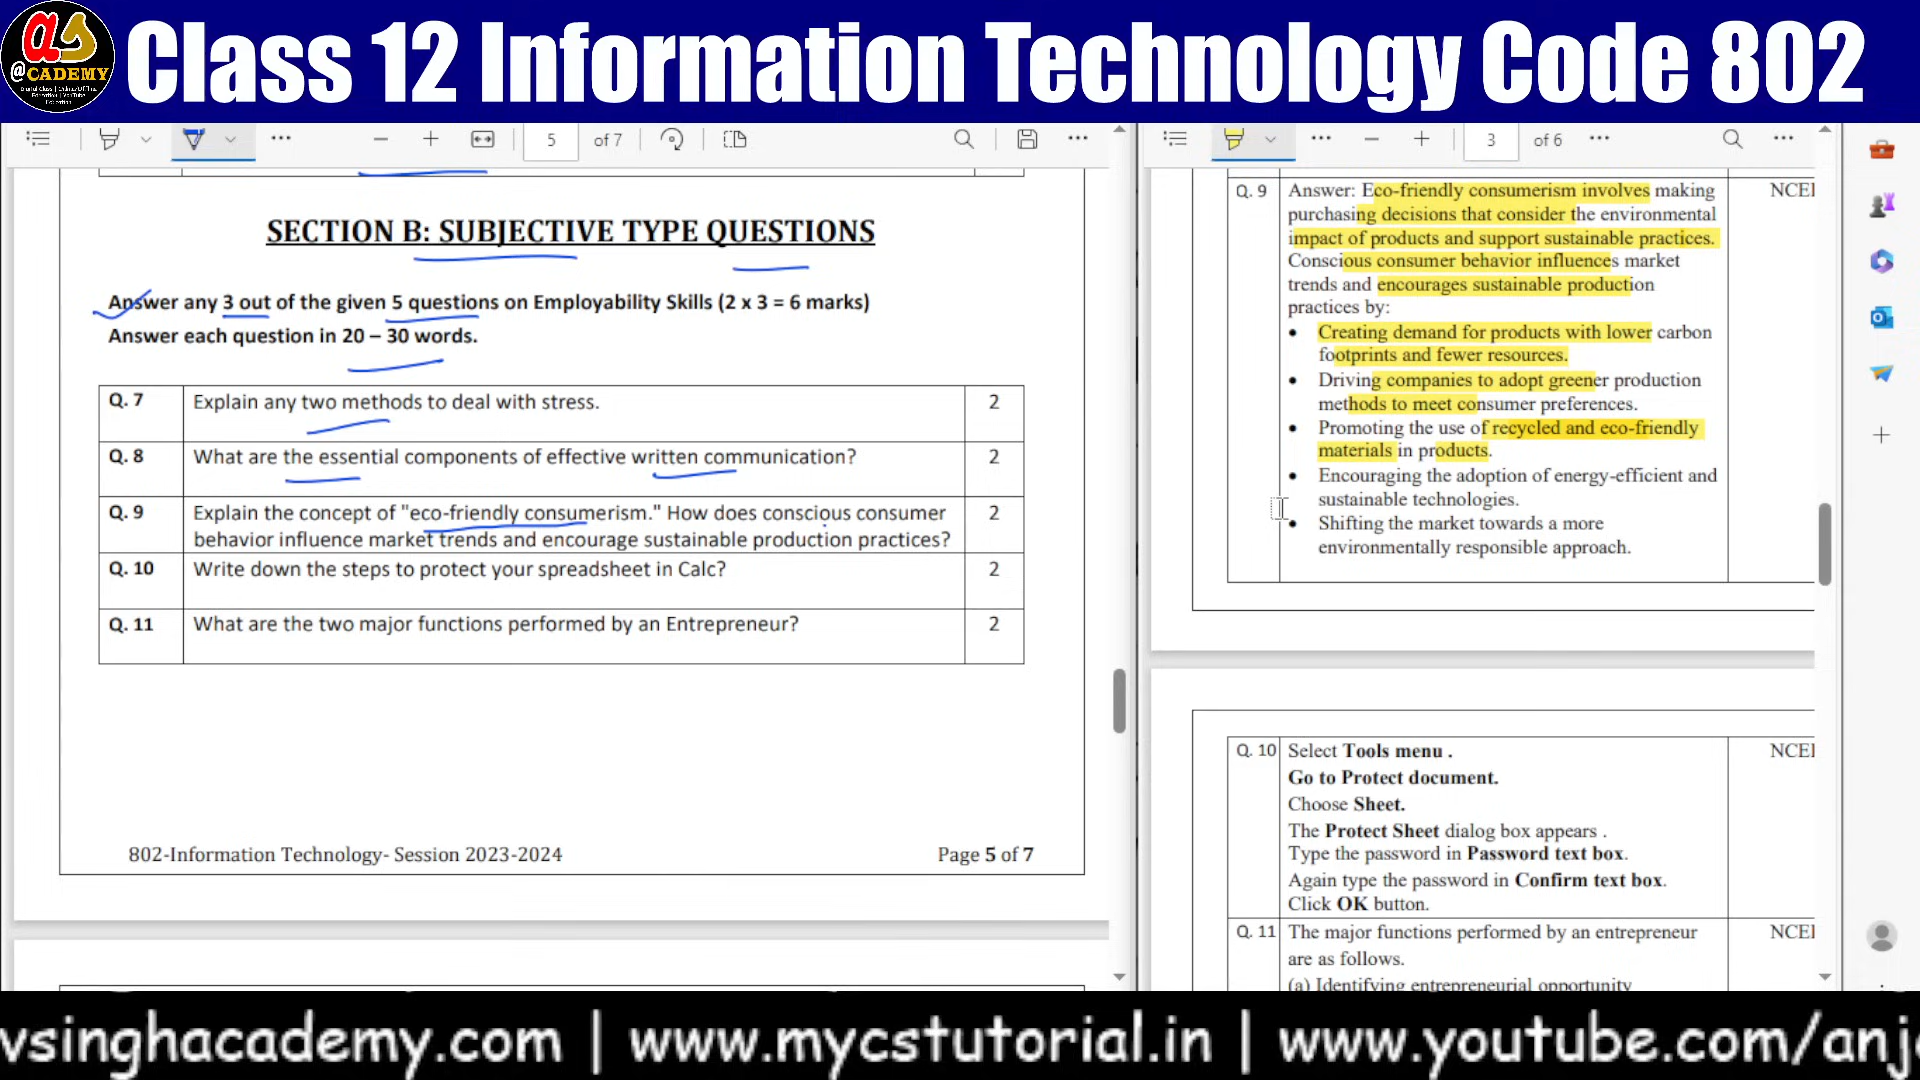 as
@CADEMY
Class 12 Information Technology Code 802
5 of 7
3 of 6
SECTION B: SUBJECTIVE TYPE QUESTIONS
Answer any 3 out of the given 5 questions on Employability Skills (2 x 3 = 6 marks)
Answer each question in 20 – 30 words.
Q. 7 Explain any two methods to deal with stress. 2
Q. 8 What are the essential components of effective written communication? 2
Q. 9 Explain the concept of "eco-friendly consumerism." How does conscious consumer 2
behavior influence market trends and encourage sustainable production practices?
Q. 10 Write down the steps to protect your spreadsheet in Calc? 2
Q. 11 What are the two major functions performed by an Entrepreneur? 2
802-Information Technology- Session 2023-2024 Page 5 of 7
Q. 9 Answer: Eco-friendly consumerism involves making NCE
purchasing decisions that consider the environmental
impact of products and support sustainable practices.
Conscious consumer behavior influences market
trends and encourages sustainable production
practices by:
• Creating demand for products with lower carbon
footprints and fewer resources.
• Driving companies to adopt greener production
methods to meet consumer preferences.
• Promoting the use of recycled and eco-friendly
materials in products.
• Encouraging the adoption of energy-efficient and
sustainable technologies.
• Shifting the market towards a more
environmentally responsible approach.
Q. 10 Select Tools menu . NCE
Go to Protect document.
Choose Sheet.
The Protect Sheet dialog box appears .
Type the password in Password text box.
Again type the password in Confirm text box.
Click OK button.
Q. 11 The major functions performed by an entrepreneur NCE
are as follows.
(a) Identifying entrepreneurial opportunity
vsinghacademy.com | www.mycstutorial.in | www.youtube.com/anj